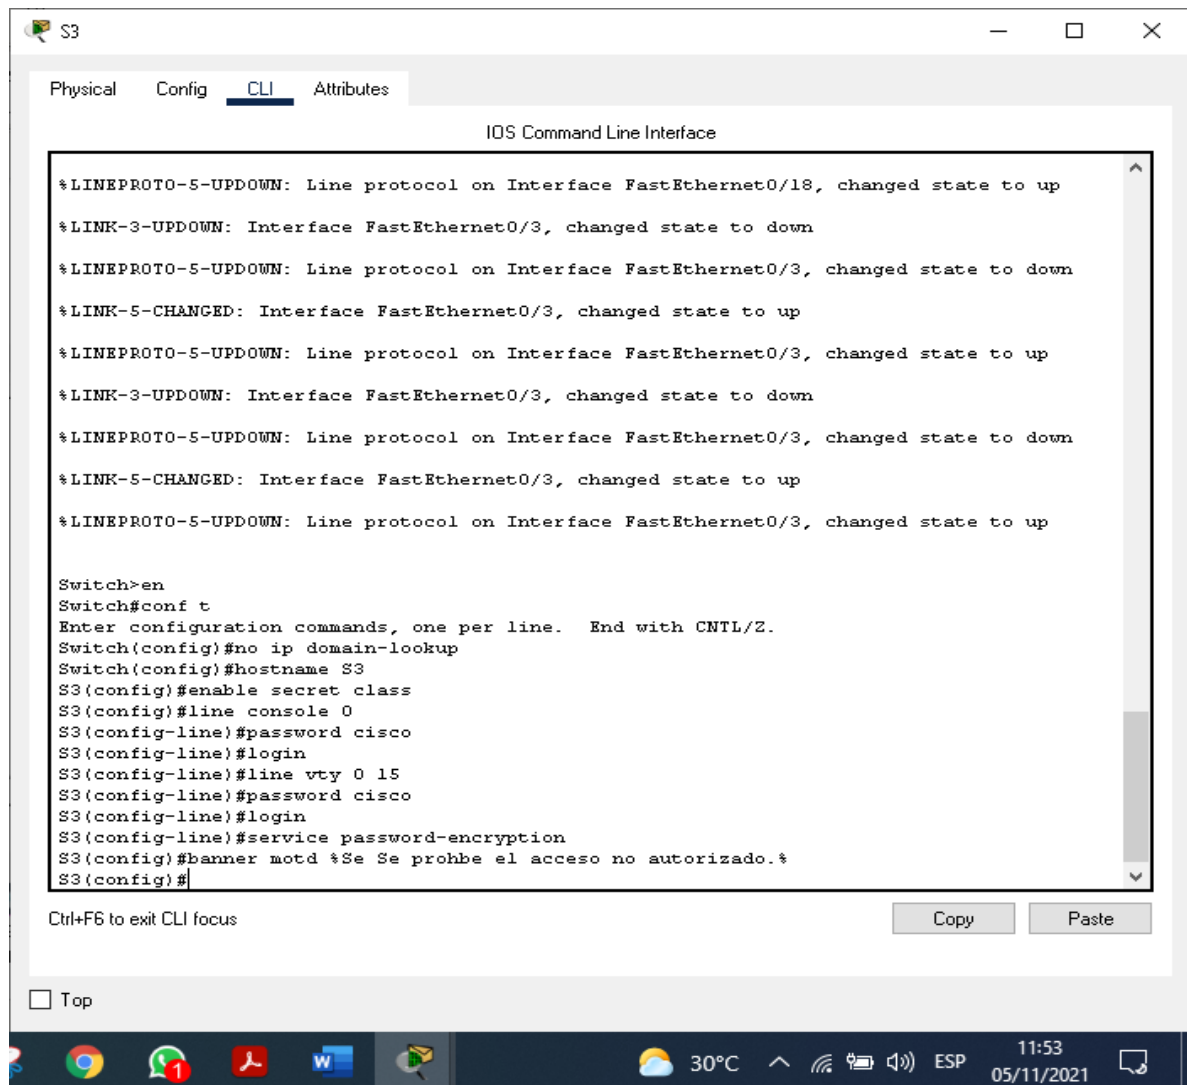 S3
Physical Config CLI Attributes
IOS Command Line Interface
%LINEPROTO-5-UPDOWN: Line protocol on Interface FastEthernet0/18, changed state to up
%LINK-3-UPDOWN: Interface FastEthernet0/3, changed state to down
%LINEPROTO-5-UPDOWN: Line protocol on Interface FastEthernet0/3, changed state to down
%LINK-5-CHANGED: Interface FastEthernet0/3, changed state to up
%LINEPROTO-5-UPDOWN: Line protocol on Interface FastEthernet0/3, changed state to up
%LINK-3-UPDOWN: Interface FastEthernet0/3, changed state to down
%LINEPROTO-5-UPDOWN: Line protocol on Interface FastEthernet0/3, changed state to down
%LINK-5-CHANGED: Interface FastEthernet0/3, changed state to up
%LINEPROTO-5-UPDOWN: Line protocol on Interface FastEthernet0/3, changed state to up
Switch>en
Switch#conf t
Enter configuration commands, one per line.  End with CNTL/Z.
Switch(config)#no ip domain-lookup
Switch(config)#hostname S3
S3(config)#enable secret class
S3(config)#line console 0
S3(config-line)#password cisco
S3(config-line)#login
S3(config-line)#line vty 0 15
S3(config-line)#password cisco
S3(config-line)#login
S3(config-line)#service password-encryption
S3(config)#banner motd %Se Se prohbe el acceso no autorizado.%
S3(config)#
Ctrl+F6 to exit CLI focus
Copy Paste
Top
1 W 30°C ESP 11:53
05/11/2021